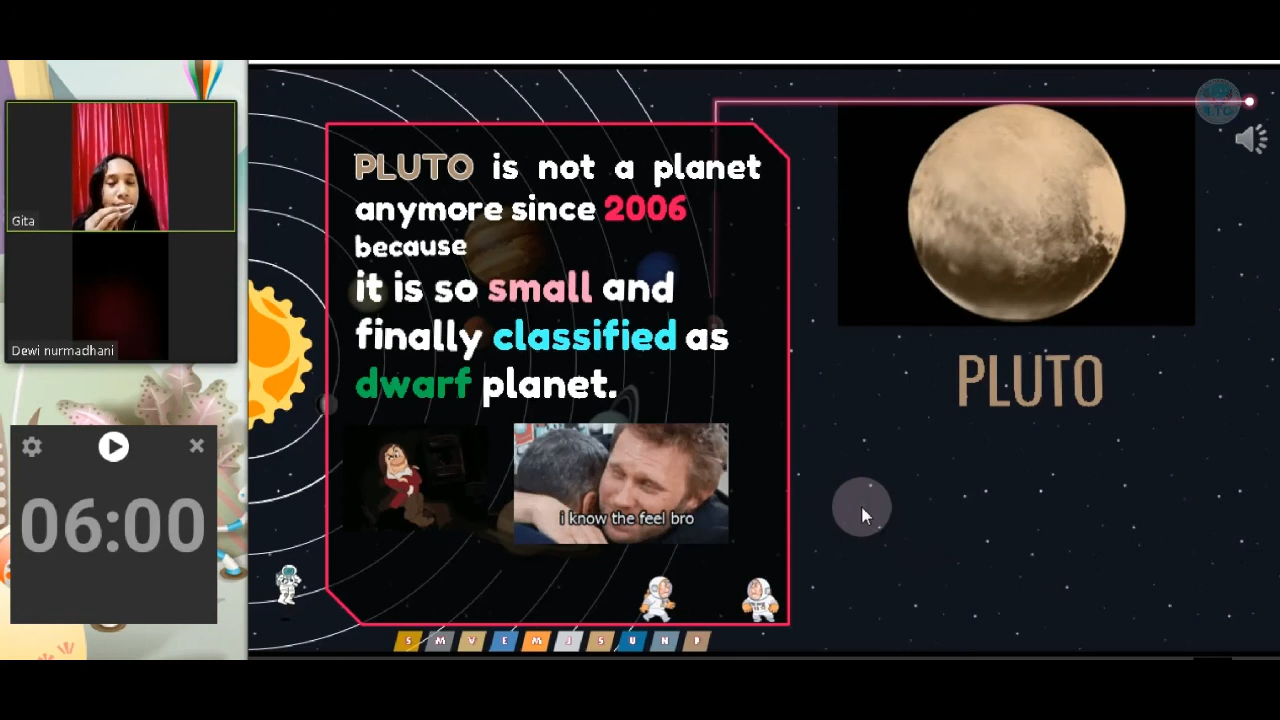 Gita
Dewi nurmadhani
06:00
PLUTO is not a planet
anymore since 2006
because
it is so small and
finally classified as
dwarf planet.
i know the feel bro
PLUTO
S M V E M J S U N P